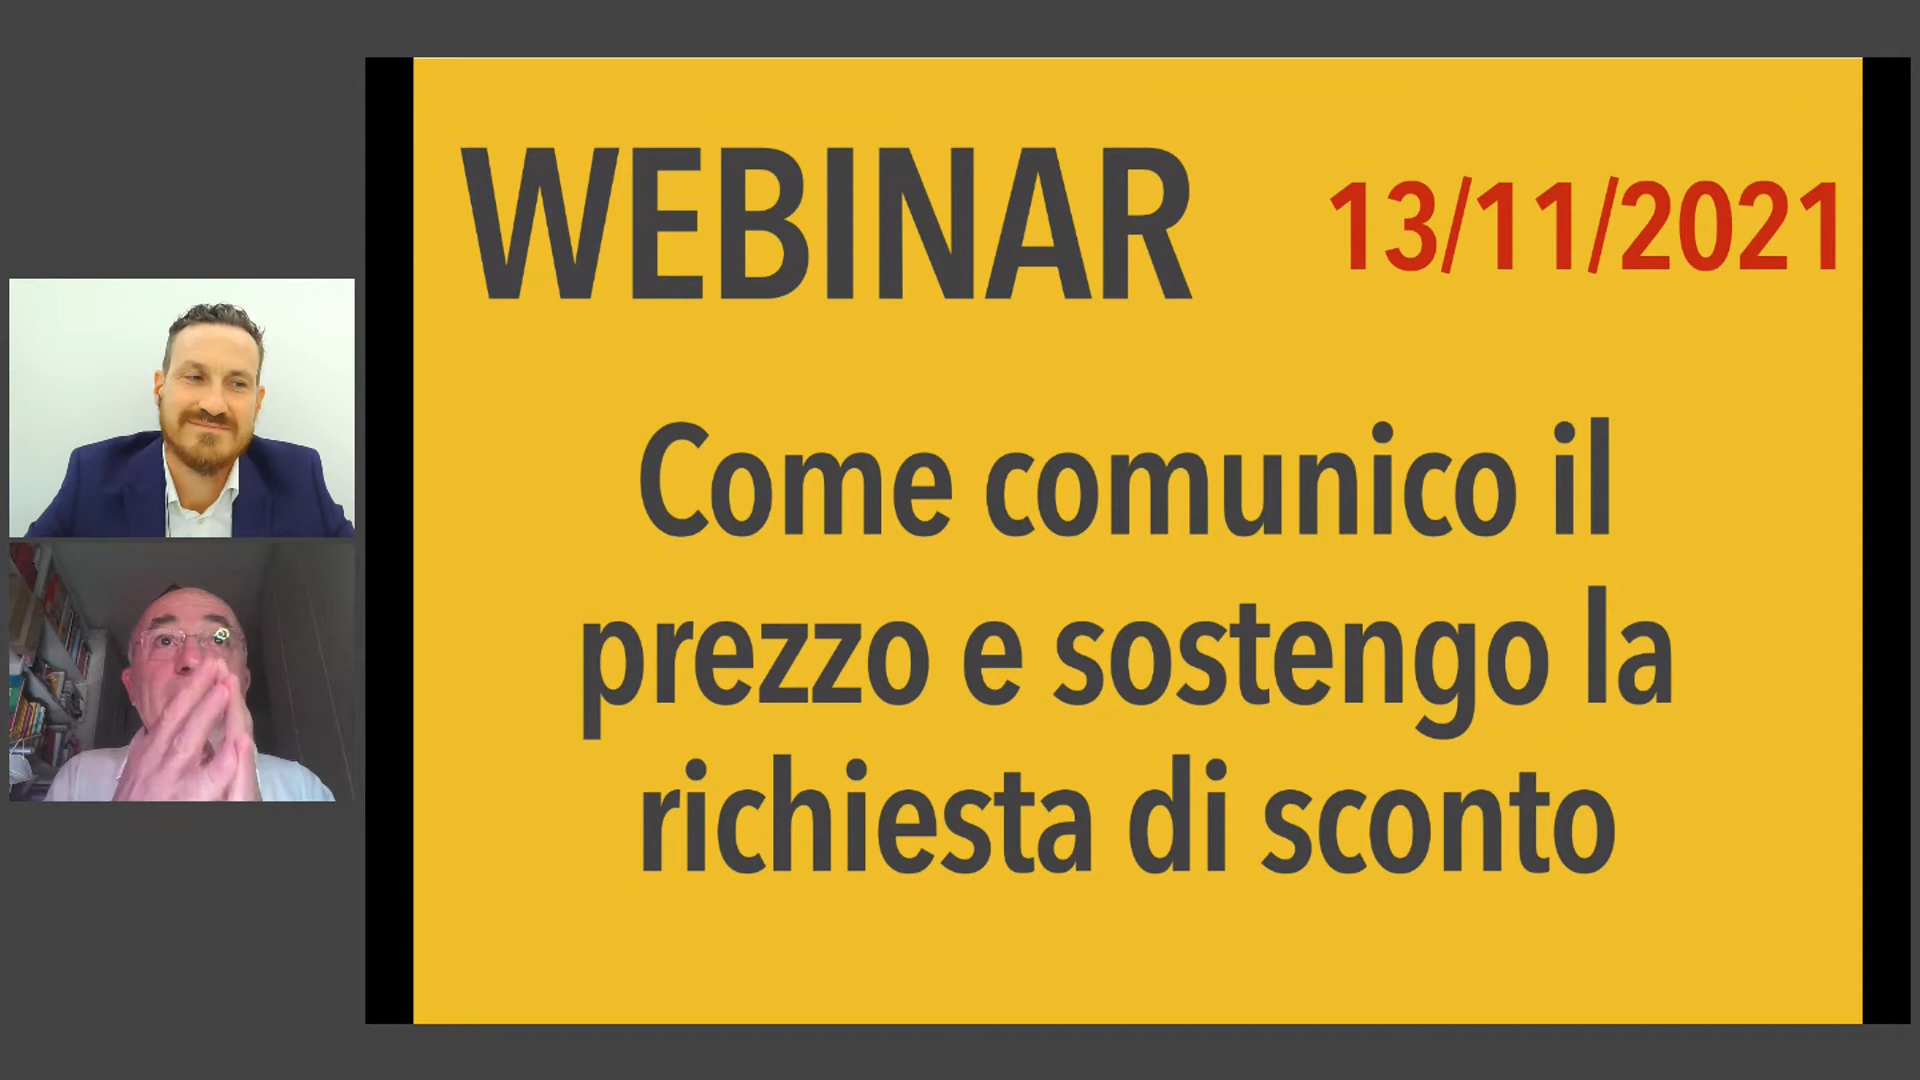 WEBINAR 13/11/2021
Come comunico il
prezzo e sostengo la
richiesta di sconto